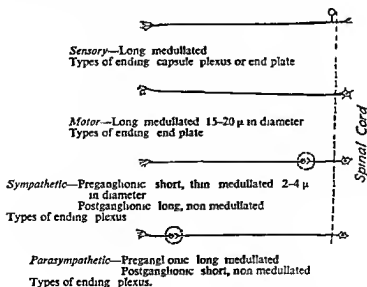 Sensory—Long medullated
Types of ending capsule plexus or end plate
Motor—Long medullated 15-20 μ in diameter
Types of ending end plate
Spinal Cord
Sympathetic—Preganglionic short, thin medullated 2-4 μ
in diameter
Postganglionic long, non medullated
Types of ending plexus
Parasympathetic—Preganglionic long medullated
Postganglionic short, non medullated
Types of ending plexus.